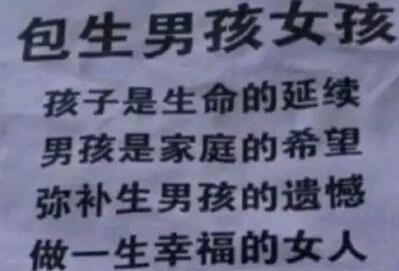 包生男孩女孩
孩子是生命的延续
男孩是家庭的希望
弥补生男孩的遗憾
做一生幸福的女人